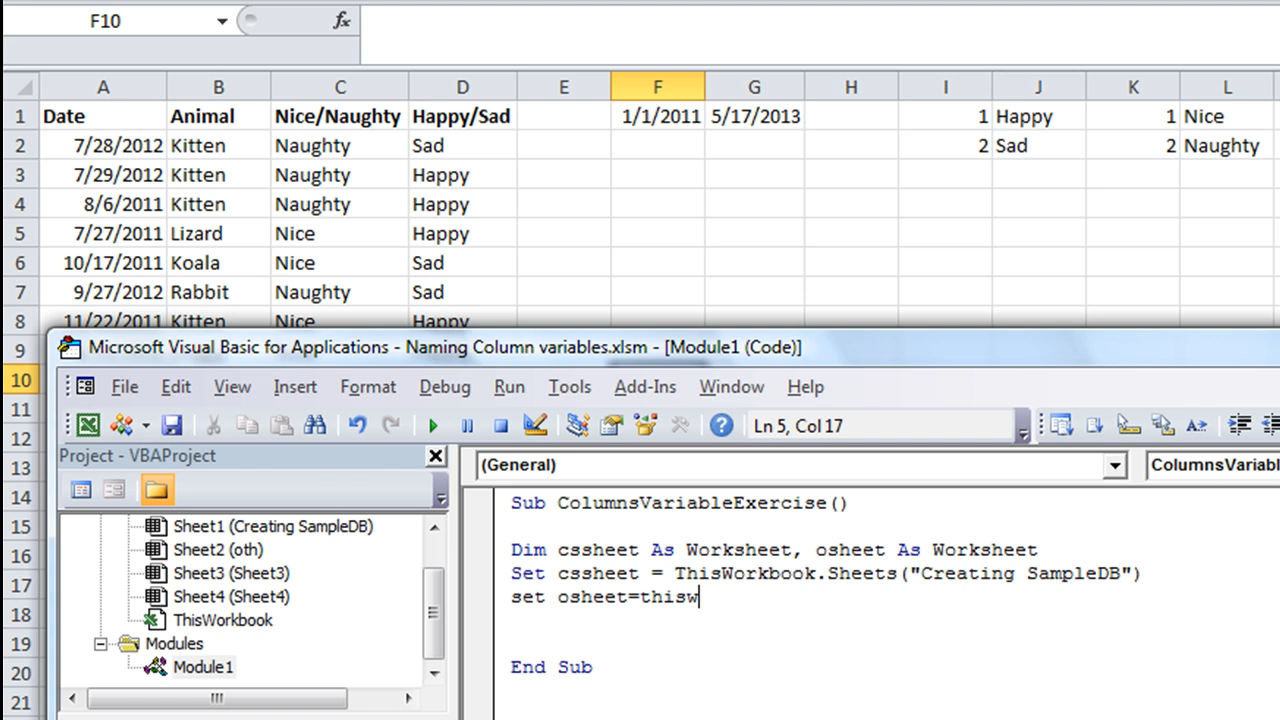 F10 fx
A B C D E F G H I J K L
1 Date Animal Nice/Naughty Happy/Sad 1/1/2011 5/17/2013 1 Happy 1 Nice
2 7/28/2012 Kitten Naughty Sad 2 Sad 2 Naughty
3 7/29/2012 Kitten Naughty Happy
4 8/6/2011 Kitten Naughty Happy
5 7/27/2011 Lizard Nice Happy
6 10/17/2011 Koala Nice Sad
7 9/27/2012 Rabbit Naughty Sad
8 11/22/2011 Kitten Nice Happy
9
10
11
12
13
14
15
16
17
18
19
20
21
Microsoft Visual Basic for Applications - Naming Column variables.xlsm - [Module1 (Code)]
File Edit View Insert Format Debug Run Tools Add-Ins Window Help
Ln 5, Col 17
Project - VBAProject
Sheet1 (Creating SampleDB)
Sheet2 (oth)
Sheet3 (Sheet3)
Sheet4 (Sheet4)
ThisWorkbook
Modules
Module1
(General) ColumnsVariabl
Sub ColumnsVariableExercise()
Dim cssheet As Worksheet, osheet As Worksheet
Set cssheet = ThisWorkbook.Sheets("Creating SampleDB")
set osheet=thisw
End Sub